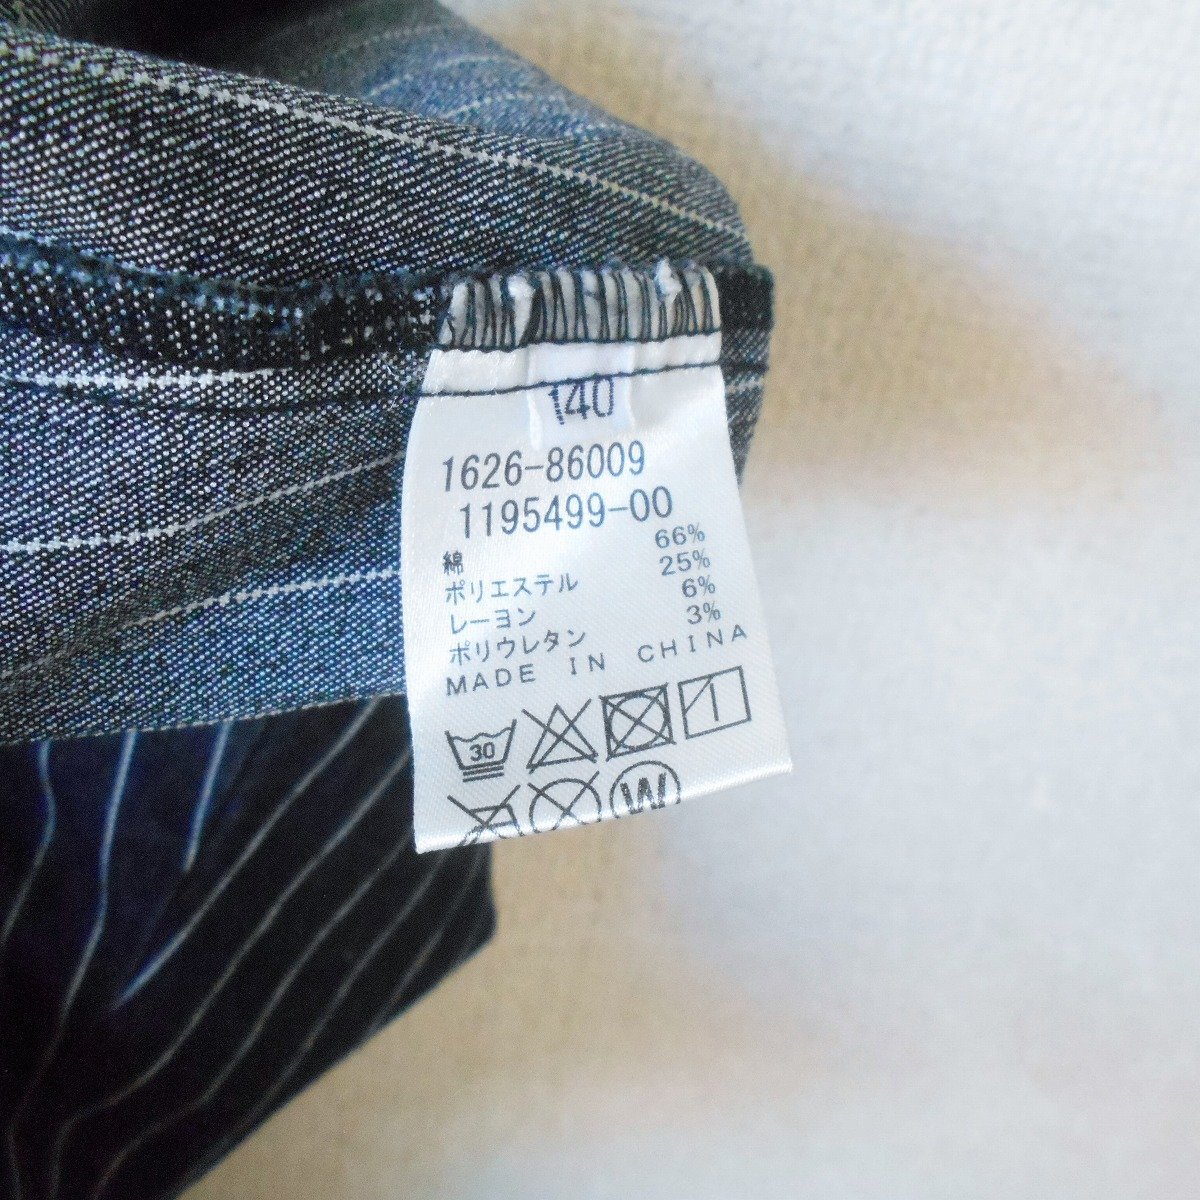 140
1626-86009
1195499-00
綿 66%
ポリエステル 25%
レーヨン 6%
ポリウレタン 3%
MADE IN CHINA
30
W